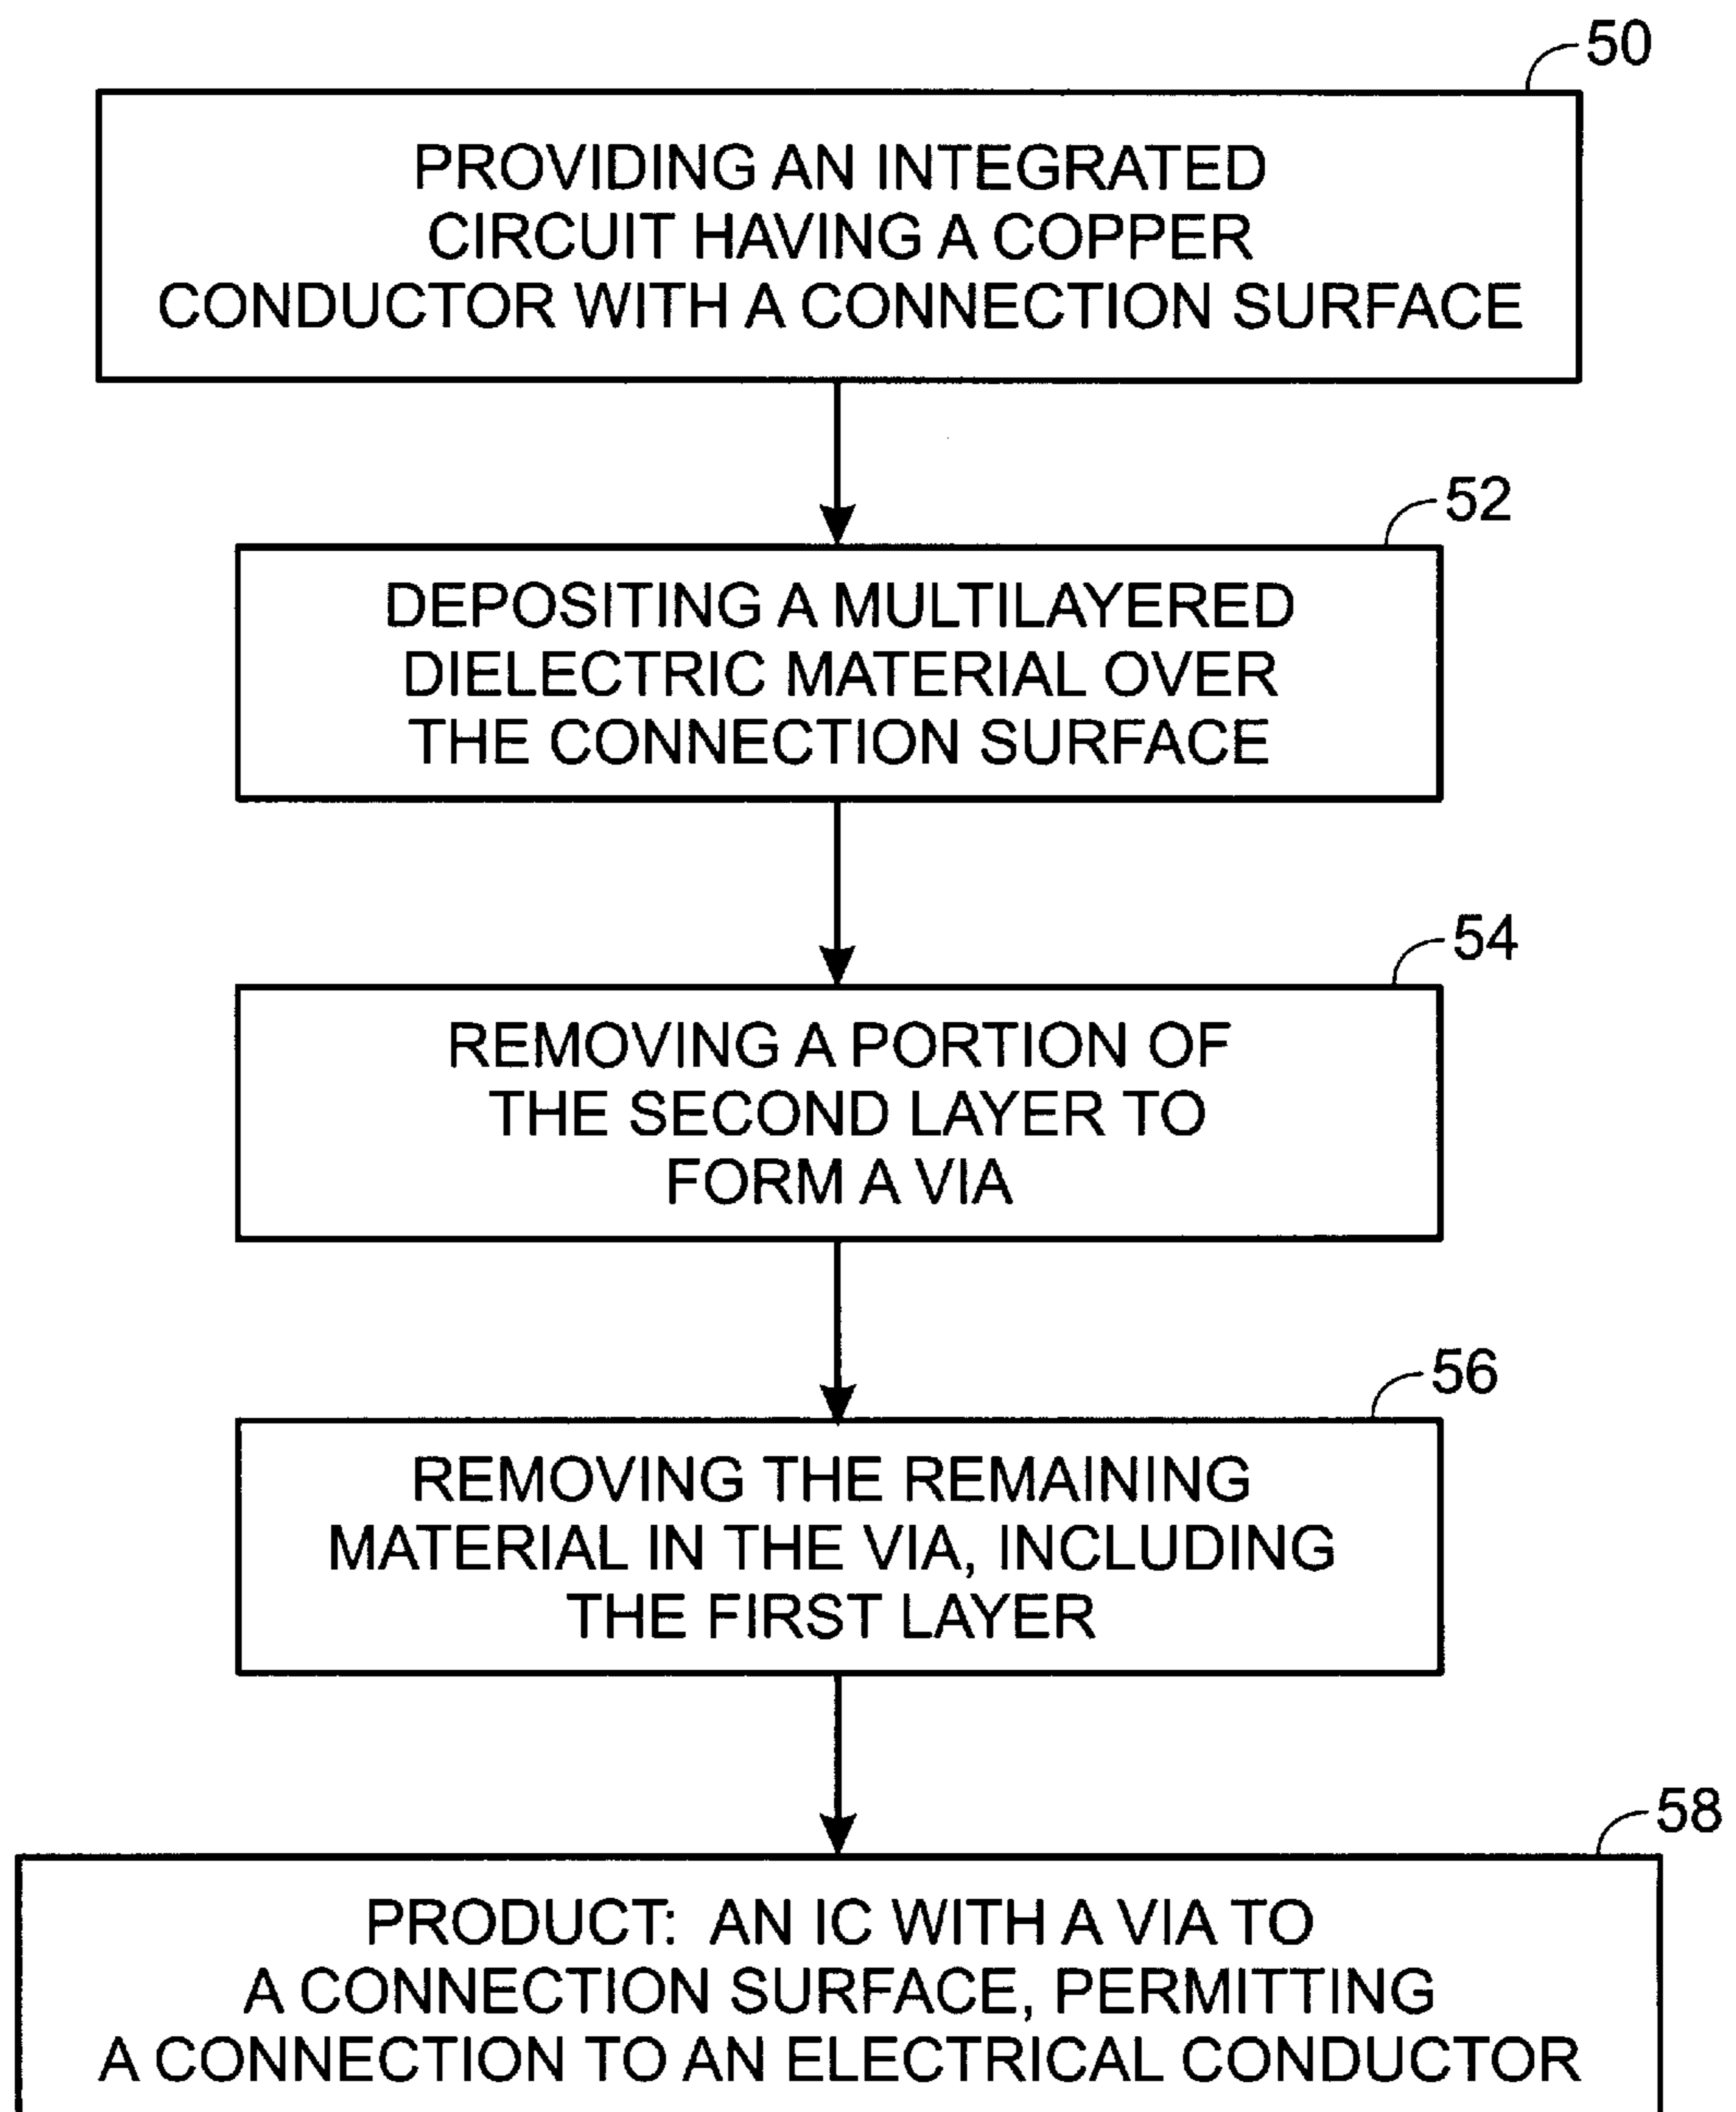 50
PROVIDING AN INTEGRATED
CIRCUIT HAVING A COPPER
CONDUCTOR WITH A CONNECTION SURFACE
52
DEPOSITING A MULTILAYERED
DIELECTRIC MATERIAL OVER
THE CONNECTION SURFACE
54
REMOVING A PORTION OF
THE SECOND LAYER TO
FORM A VIA
56
REMOVING THE REMAINING
MATERIAL IN THE VIA, INCLUDING
THE FIRST LAYER
58
PRODUCT: AN IC WITH A VIA TO
A CONNECTION SURFACE, PERMITTING
A CONNECTION TO AN ELECTRICAL CONDUCTOR